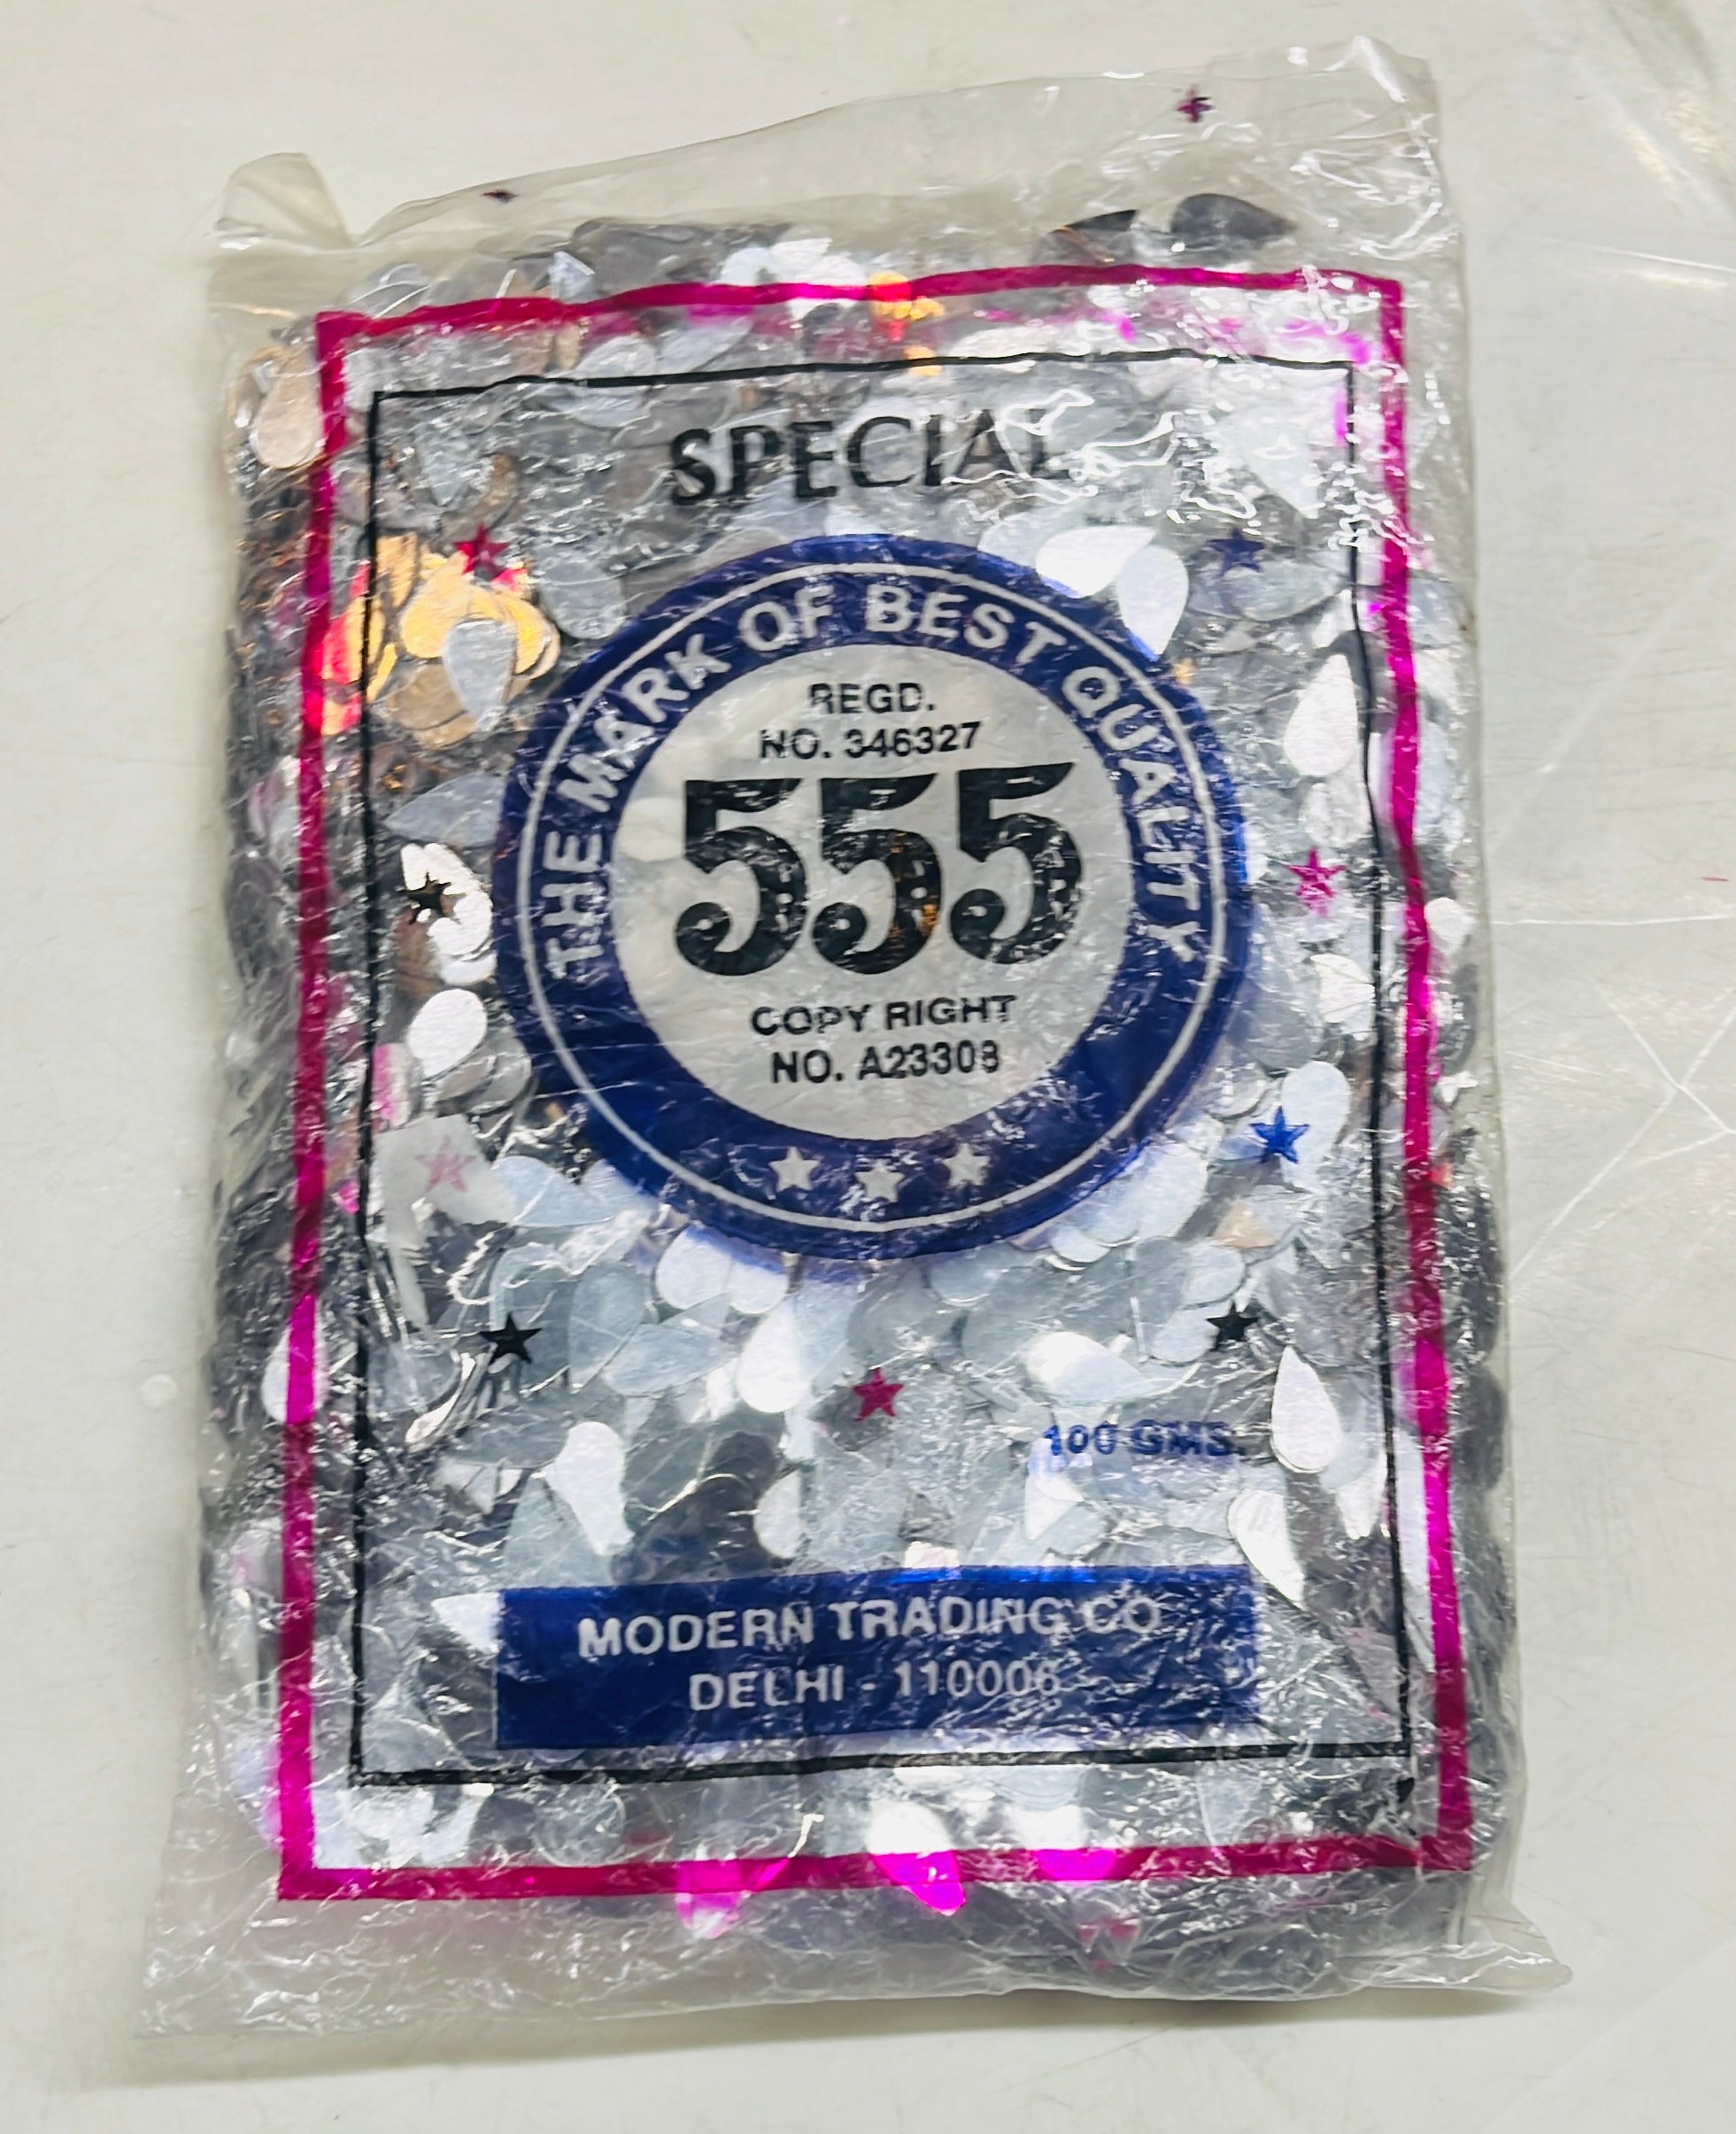 SPECIAL
THE MARK OF BEST QUALITY
REGD.
NO. 346327
555
COPY RIGHT
NO. A23308
100 GMS.
MODERN TRADING CO
DELHI - 110006